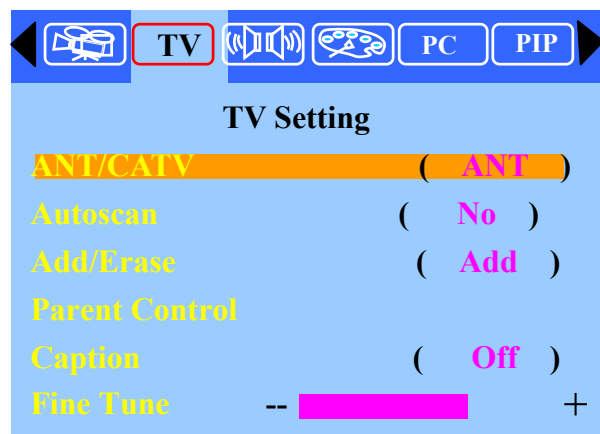 TV PC PIP
TV Setting
ANT/CATV ( ANT )
Autoscan ( No )
Add/Erase ( Add )
Parent Control
Caption ( Off )
Fine Tune -- +